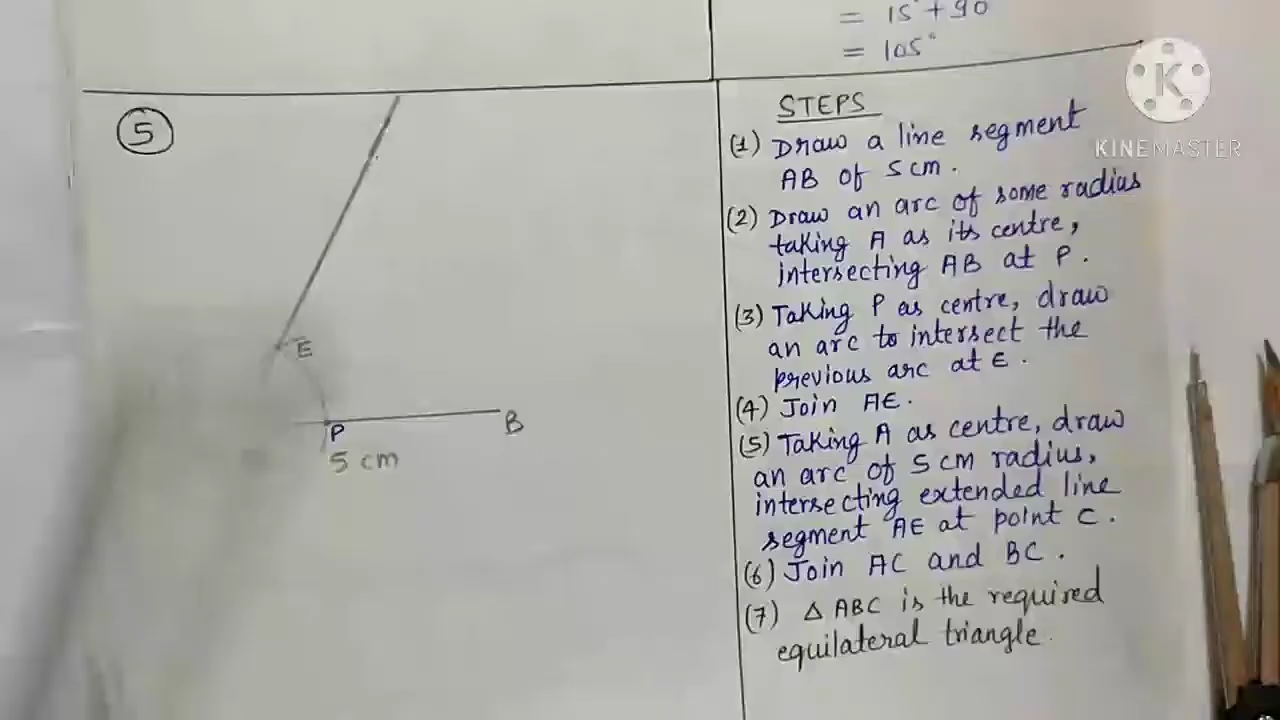 = 15° + 90
= 105°
K
KINEMASTER
5
E
P
B
5 cm
STEPS
(1) Draw a line segment
AB of 5 cm.
(2) Draw an arc of some radius
taking A as its centre,
intersecting AB at P.
(3) Taking P as centre, draw
an arc to intersect the
previous arc at E.
(4) Join AE.
(5) Taking A as centre, draw
an arc of 5 cm radius,
intersecting extended line
segment AE at point C.
(6) Join AC and BC.
(7) △ ABC is the required
equilateral triangle.